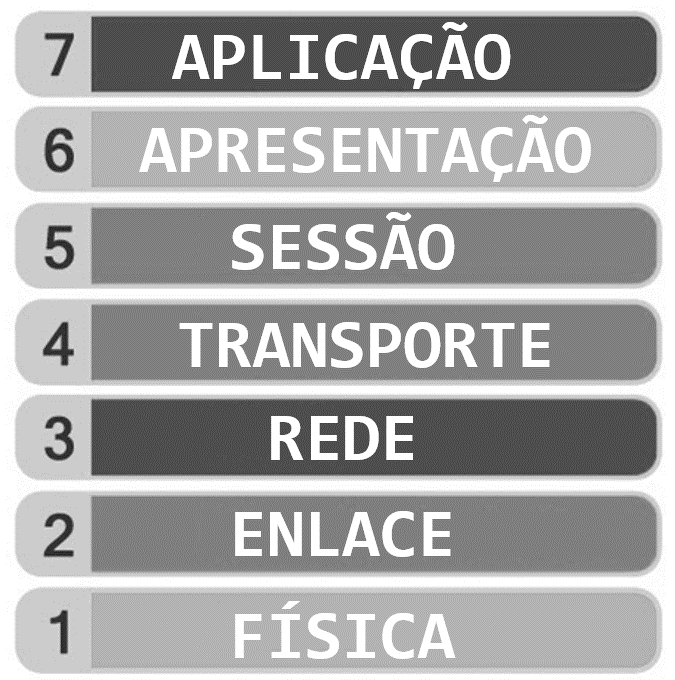 7 APLICAÇÃO
6 APRESENTAÇÃO
5 SESSÃO
4 TRANSPORTE
3 REDE
2 ENLACE
1 FÍSICA